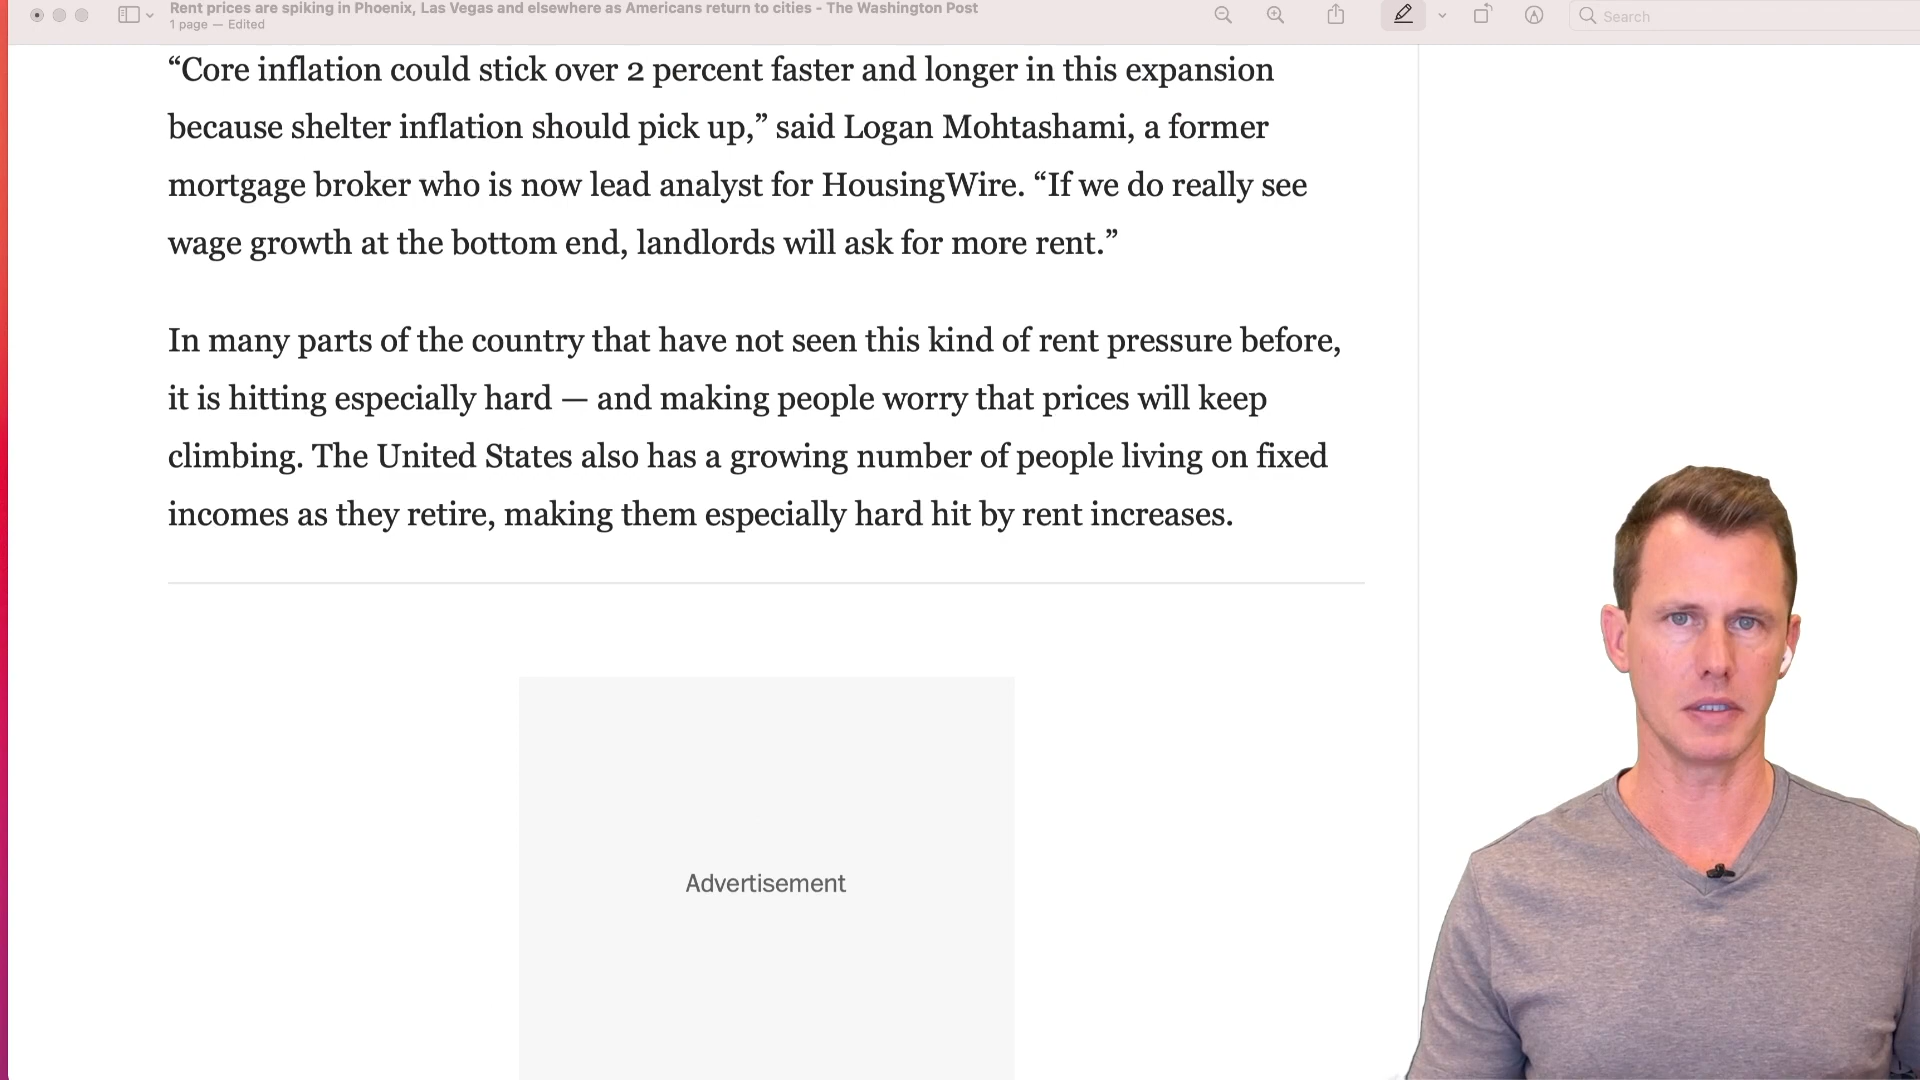 Rent prices are spiking in Phoenix, Las Vegas and elsewhere as Americans return to cities - The Washington Post
1 page — Edited
Search
“Core inflation could stick over 2 percent faster and longer in this expansion
because shelter inflation should pick up,” said Logan Mohtashami, a former
mortgage broker who is now lead analyst for HousingWire. “If we do really see
wage growth at the bottom end, landlords will ask for more rent.”
In many parts of the country that have not seen this kind of rent pressure before,
it is hitting especially hard — and making people worry that prices will keep
climbing. The United States also has a growing number of people living on fixed
incomes as they retire, making them especially hard hit by rent increases.
Advertisement